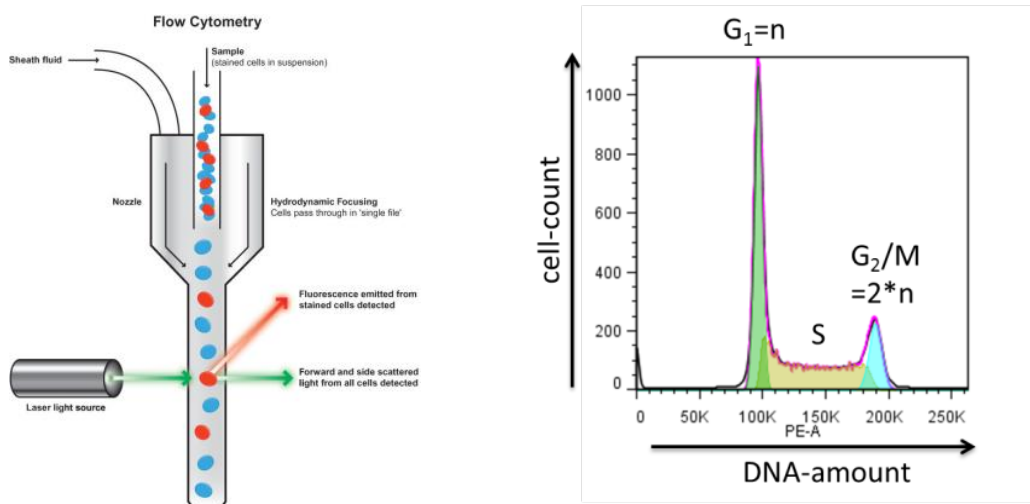 Flow Cytometry
Sheath fluid
Sample
(stained cells in suspension)
Nozzle
Hydrodynamic Focusing
Cells pass through in 'single file'
Fluorescence emitted from
stained cells detected
Forward and side scattered
light from all cells detected
Laser light source
G₁=n
cell-count
1000
800
600
400
200
0
G₂/M
=2*n
S
0
50K
100K
150K
200K
250K
PE-A
DNA-amount